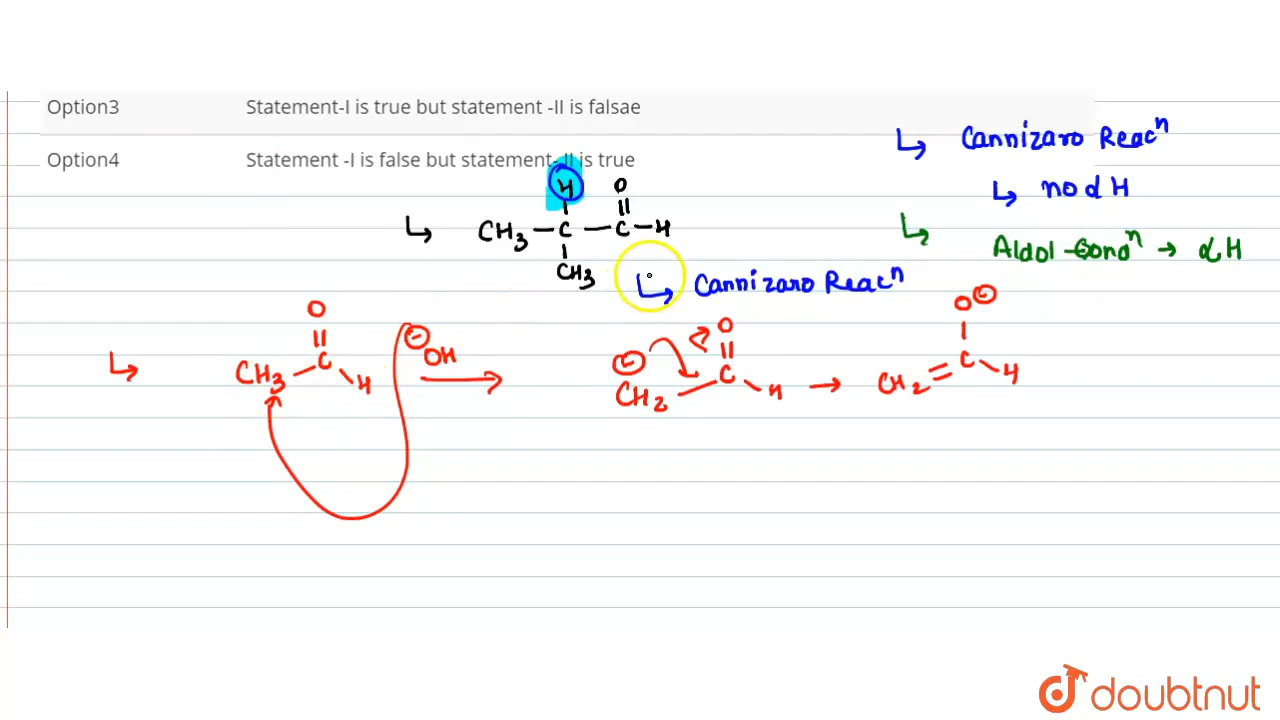 Option3 Statement-I is true but statement -II is falsae
Cannizaro Reacⁿ
Option4 Statement -I is false but statement- II is true
↳ no α H
H O
↳ CH3 — C — C — H
Aldol -Condⁿ → α H
CH3
↳ Cannizaro Reacⁿ
O ⊖ OH O O⊖
|| || |
↳ CH3 C H → ⊖ CH2 C H → CH2 = C H
doubtnut